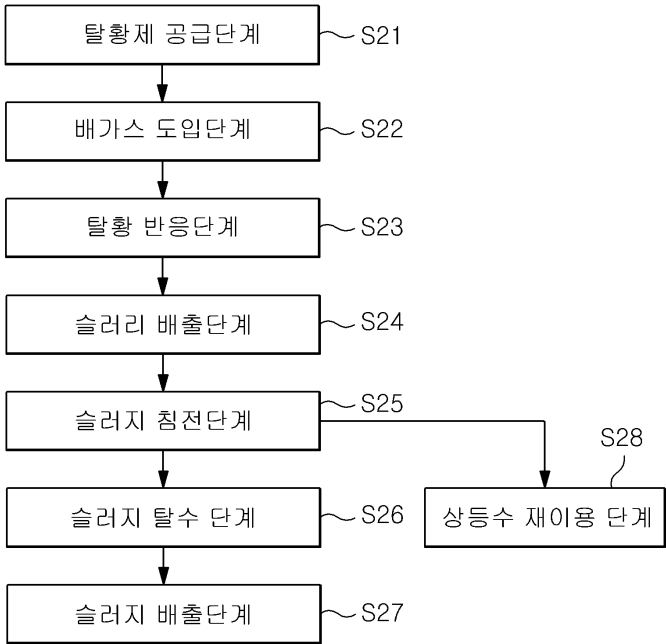 탈황제 공급단계 S21
배가스 도입단계 S22
탈황 반응단계 S23
슬러리 배출단계 S24
슬러지 침전단계 S25
S28
슬러지 탈수 단계 S26
상등수 재이용 단계
슬러지 배출단계 S27